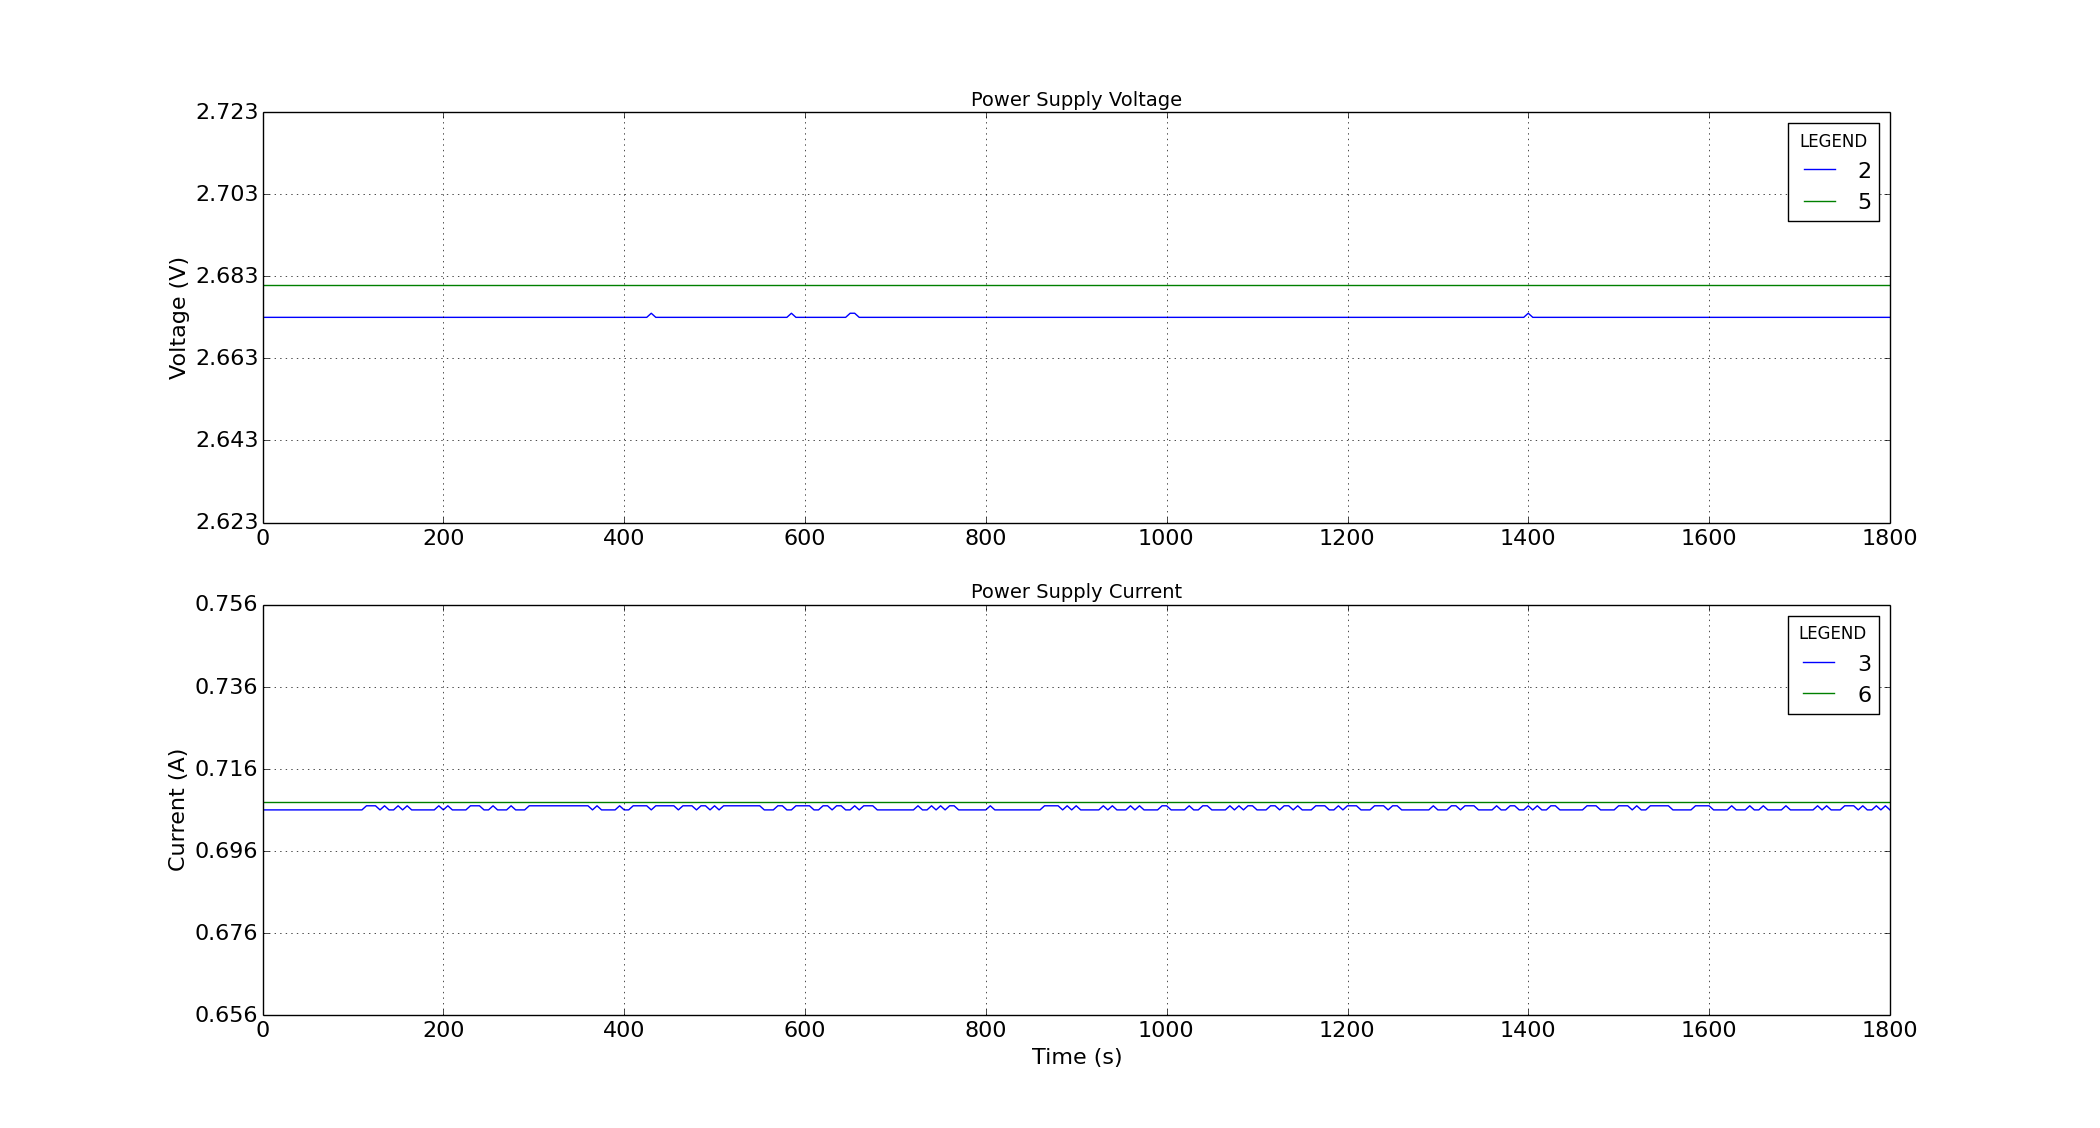 Power Supply Voltage
2.723
2.703
2.683
2.663
2.643
2.623
Voltage (V)
LEGEND
2
5
0 200 400 600 800 1000 1200 1400 1600 1800
Power Supply Current
0.756
0.736
0.716
0.696
0.676
0.656
Current (A)
LEGEND
3
6
0 200 400 600 800 1000 1200 1400 1600 1800
Time (s)